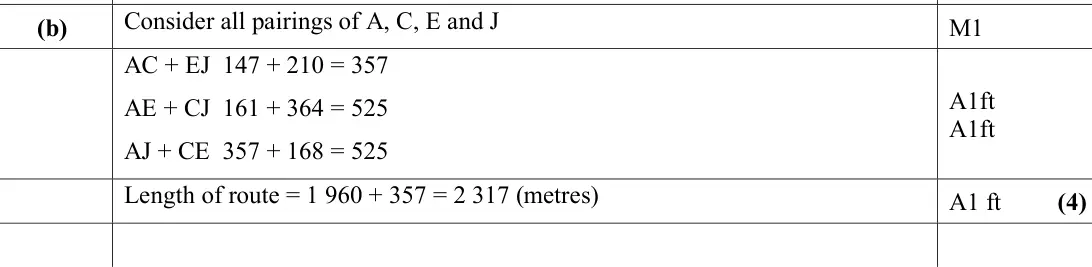 (b) Consider all pairings of A, C, E and J M1
AC + EJ 147 + 210 = 357
AE + CJ 161 + 364 = 525
AJ + CE 357 + 168 = 525
A1ft
A1ft
Length of route = 1 960 + 357 = 2 317 (metres) A1 ft (4)